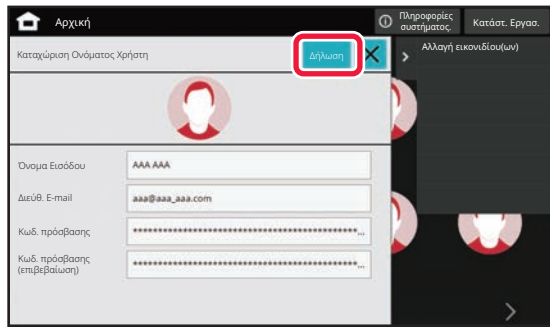 Αρχική
Πληροφορίες
συστήματος.
Κατάστ. Εργασ.
Καταχώριση Ονόματος Χρήστη
Δήλωση
Αλλαγή εικονιδίου(ων)
Όνομα Εισόδου
AAA AAA
Διεύθ. E-mail
aaa@aaa_aaa.com
Κωδ. πρόσβασης
Κωδ. πρόσβασης
(επιβεβαίωση)